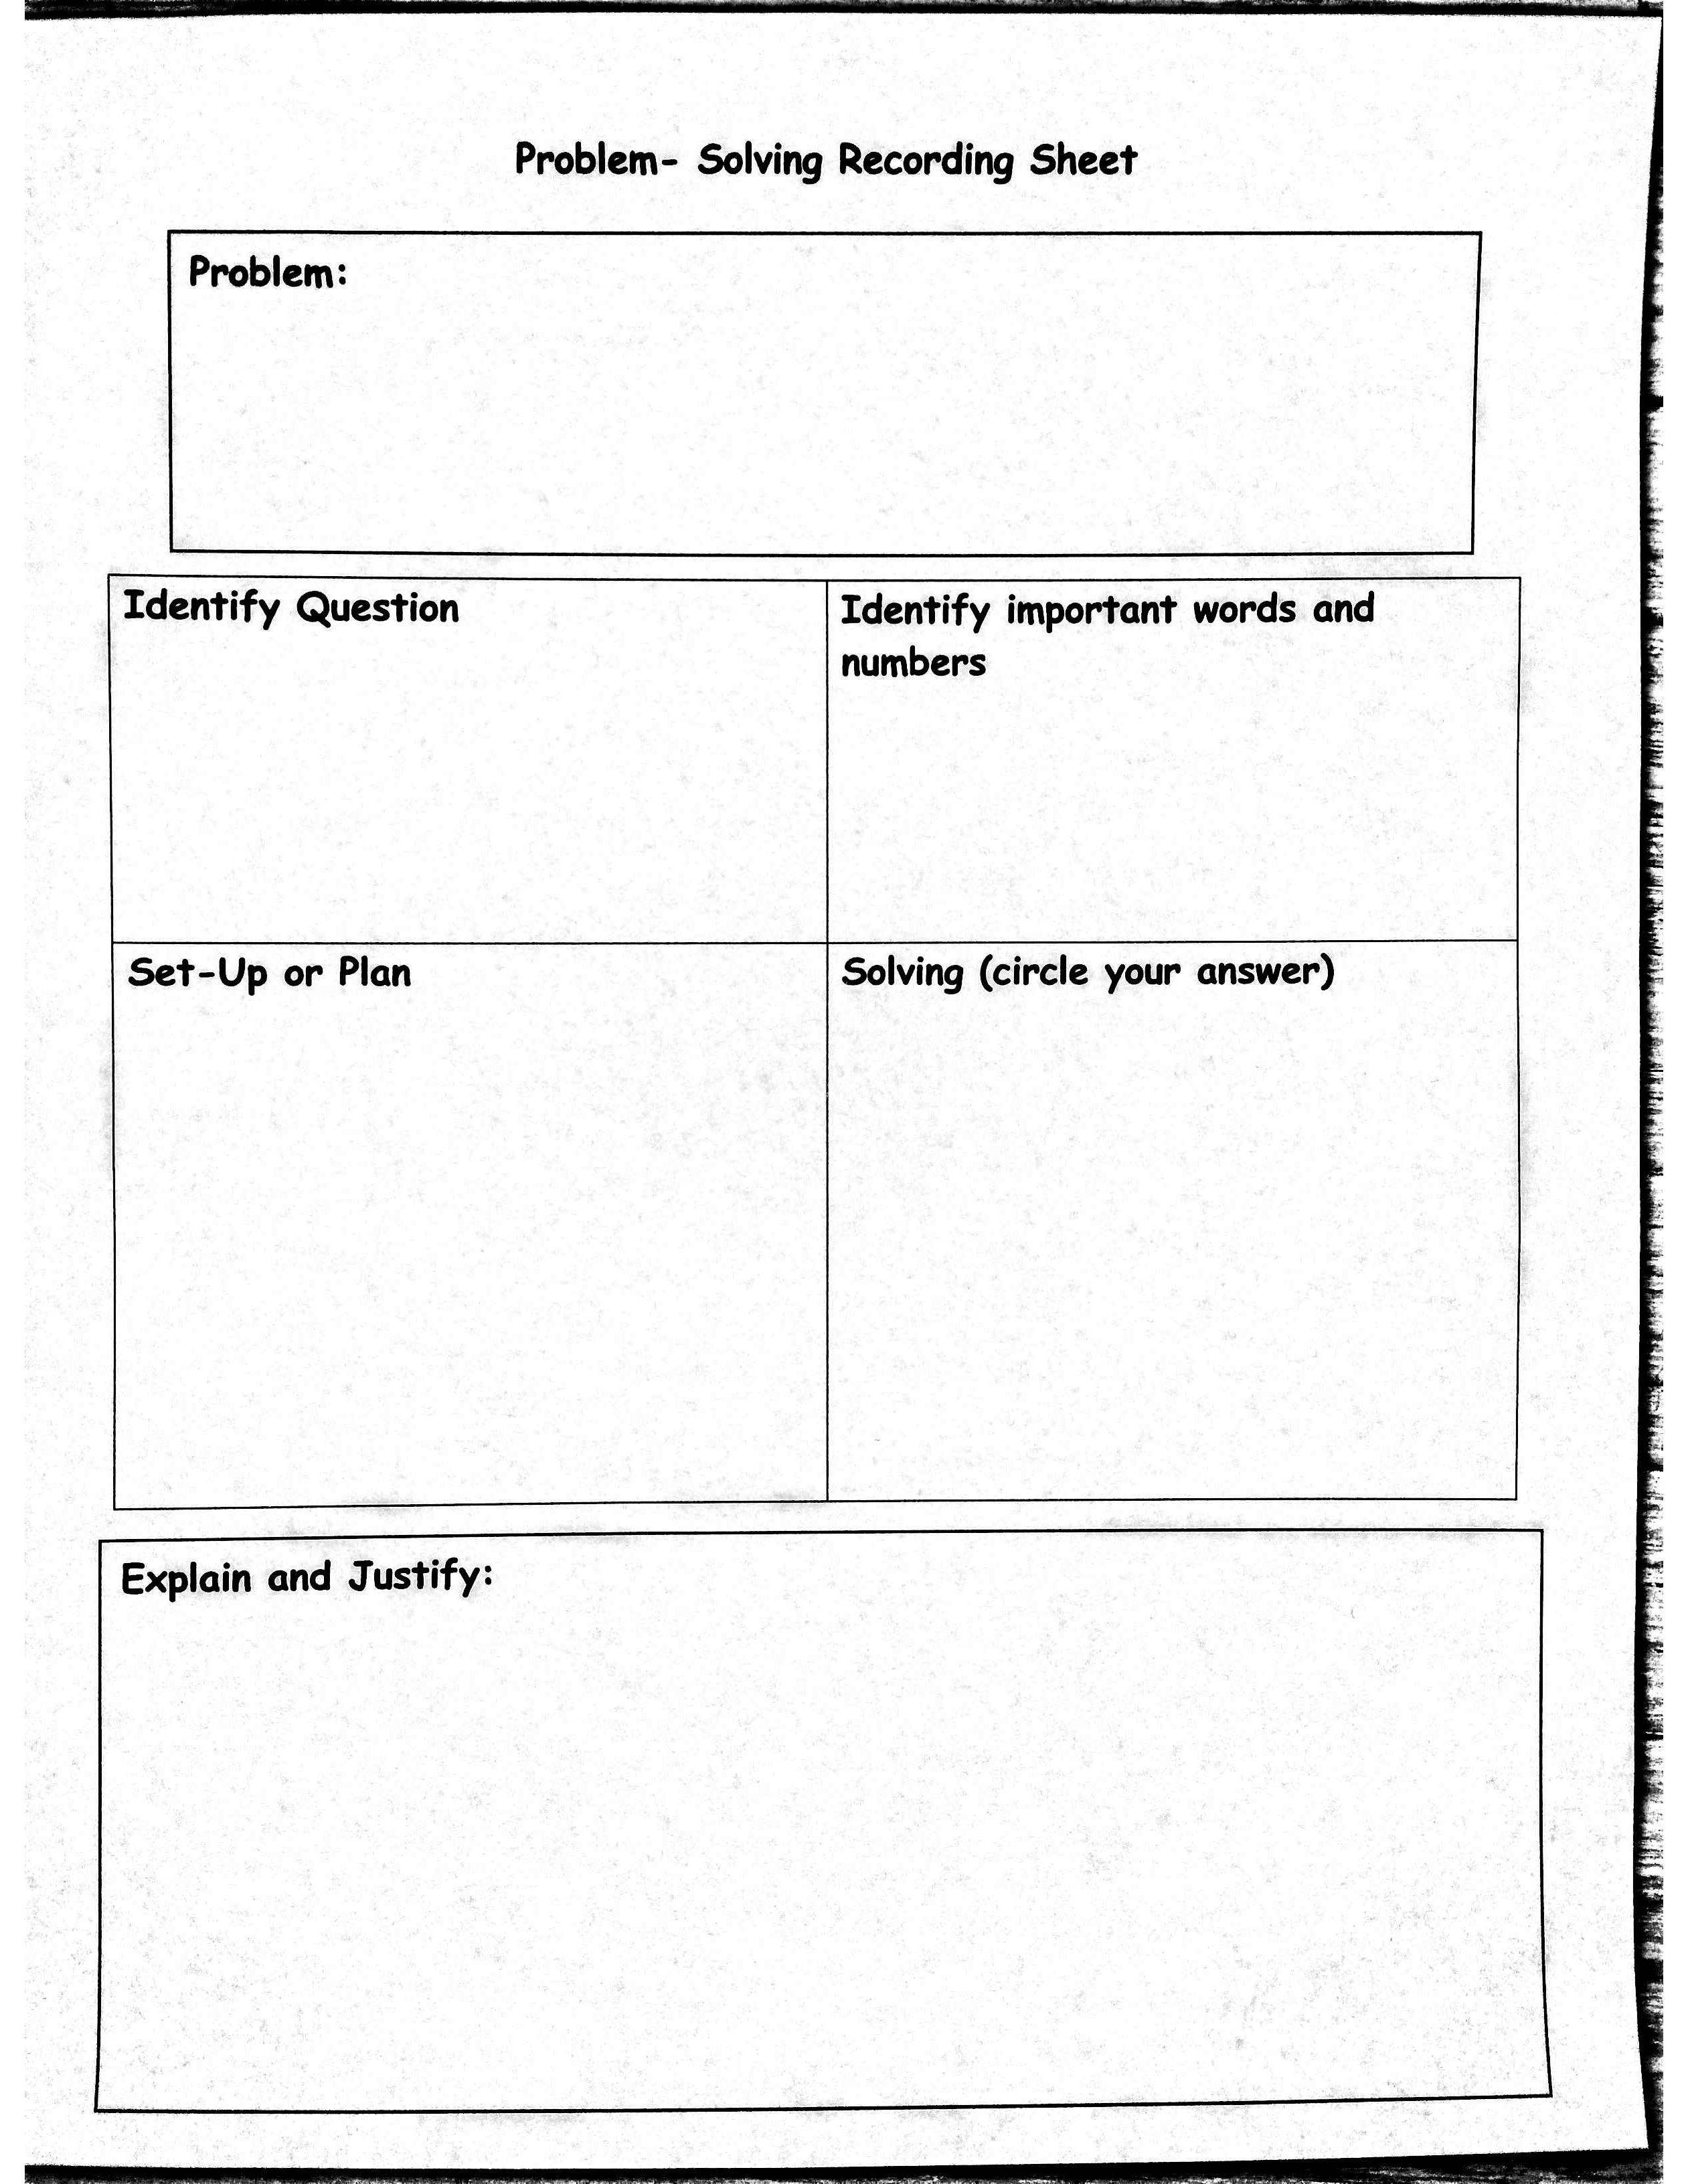 Problem- Solving Recording Sheet
Problem:
Identify Question
Identify important words and
numbers
Set-Up or Plan
Solving (circle your answer)
Explain and Justify: